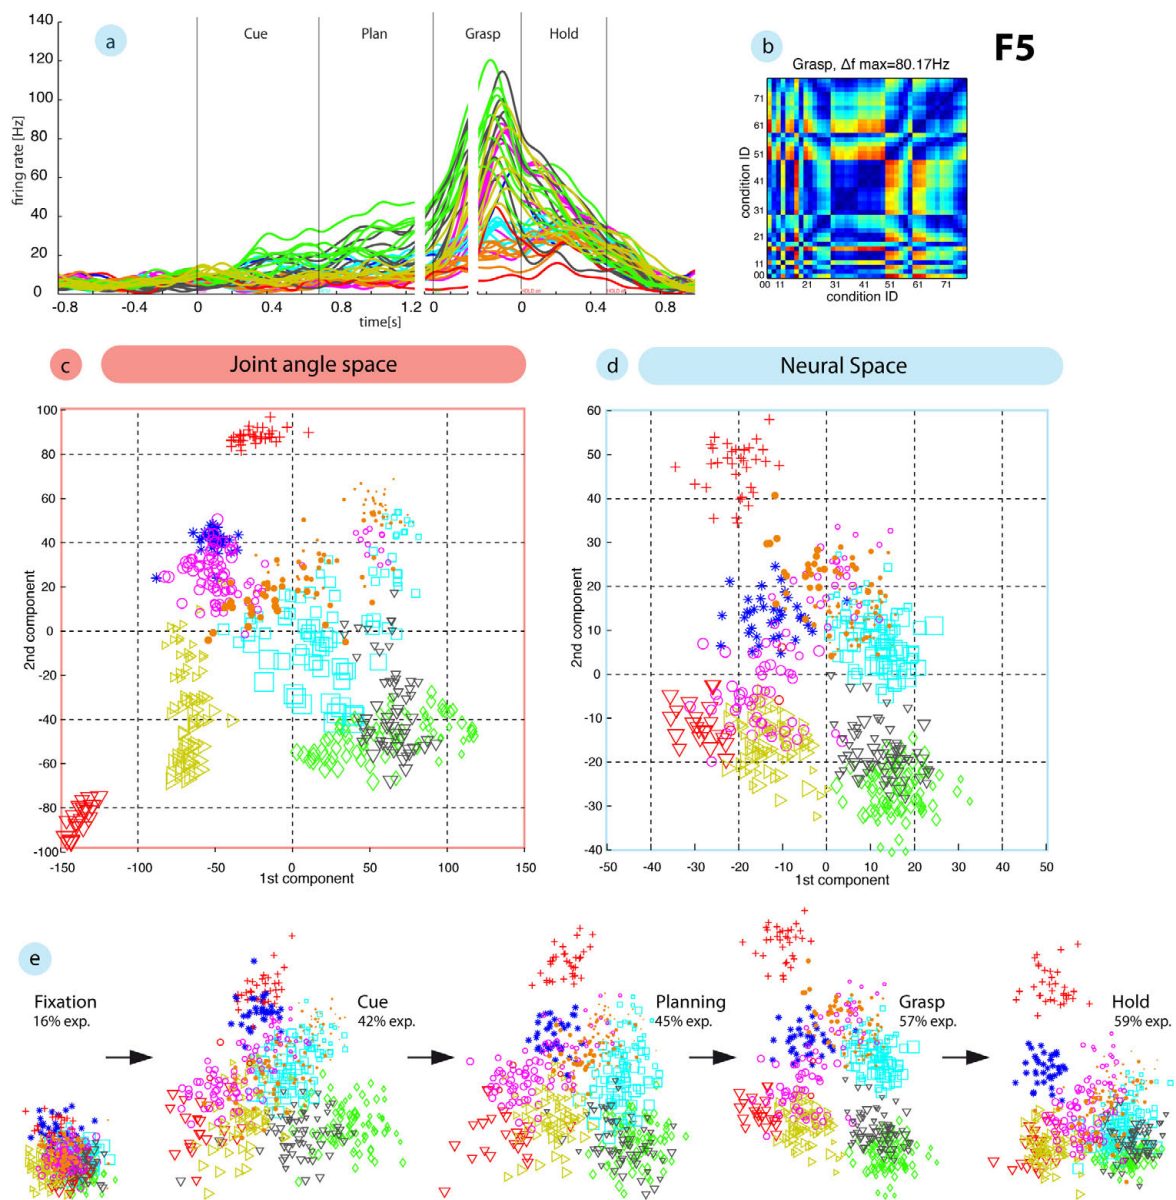 a
140
120
100
80
60
40
20
0
firing rate [Hz]
Cue
Plan
Grasp
Hold
-0.8
-0.4
0
0.4
0.8
1.2
0
0
0.4
-0.8
time[s]
b
F5
Grasp, Δf max=80.17Hz
71
61
51
41
31
21
11
00
condition ID
00 11 21 31 41 51 61 71
condition ID
c
Joint angle space
100
80
60
40
20
0
-20
-40
-60
-80
-100
2nd component
-150
-100
-50
0
50
100
150
1st component
d
Neural Space
60
50
40
30
20
10
0
-10
-20
-30
-40
2nd component
-50
-40
-30
-20
-10
0
10
20
30
40
50
1st component
e
Fixation
16% exp.
Cue
42% exp.
Planning
45% exp.
Grasp
57% exp.
Hold
59% exp.